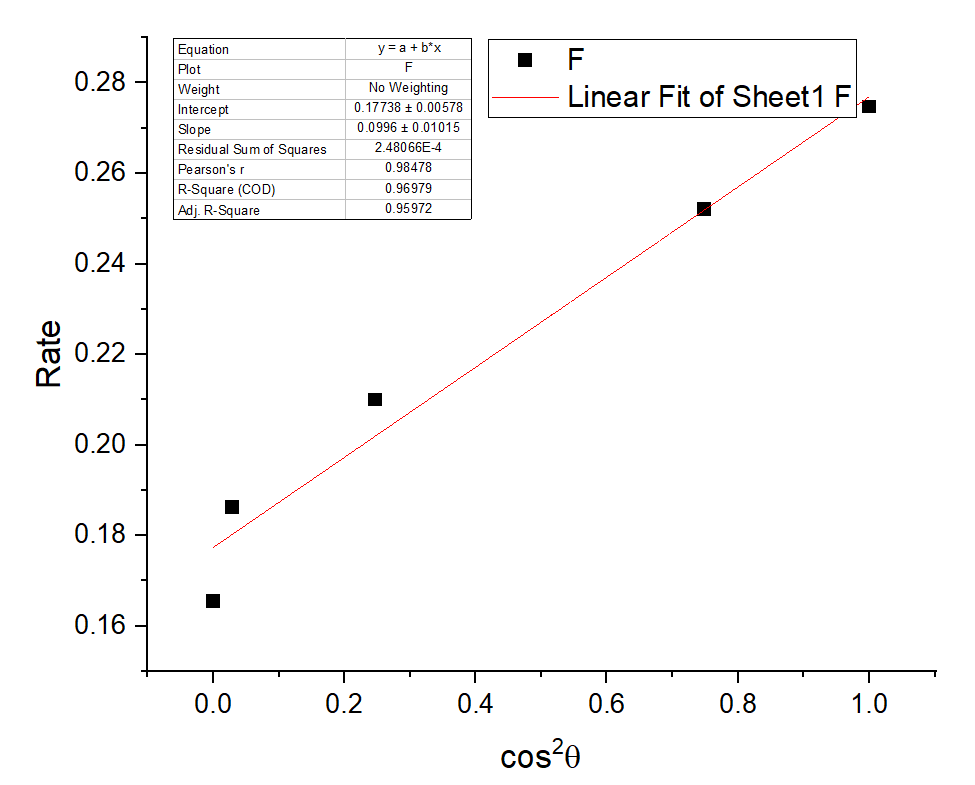 Equation y = a + b*x
Plot F
Weight No Weighting
Intercept 0.17738 ± 0.00578
Slope 0.0996 ± 0.01015
Residual Sum of Squares 2.48066E-4
Pearson's r 0.98478
R-Square (COD) 0.96979
Adj. R-Square 0.95972
F
Linear Fit of Sheet1 F
0.28
0.26
0.24
0.22
0.20
0.18
0.16
Rate
0.0 0.2 0.4 0.6 0.8 1.0
cos²θ